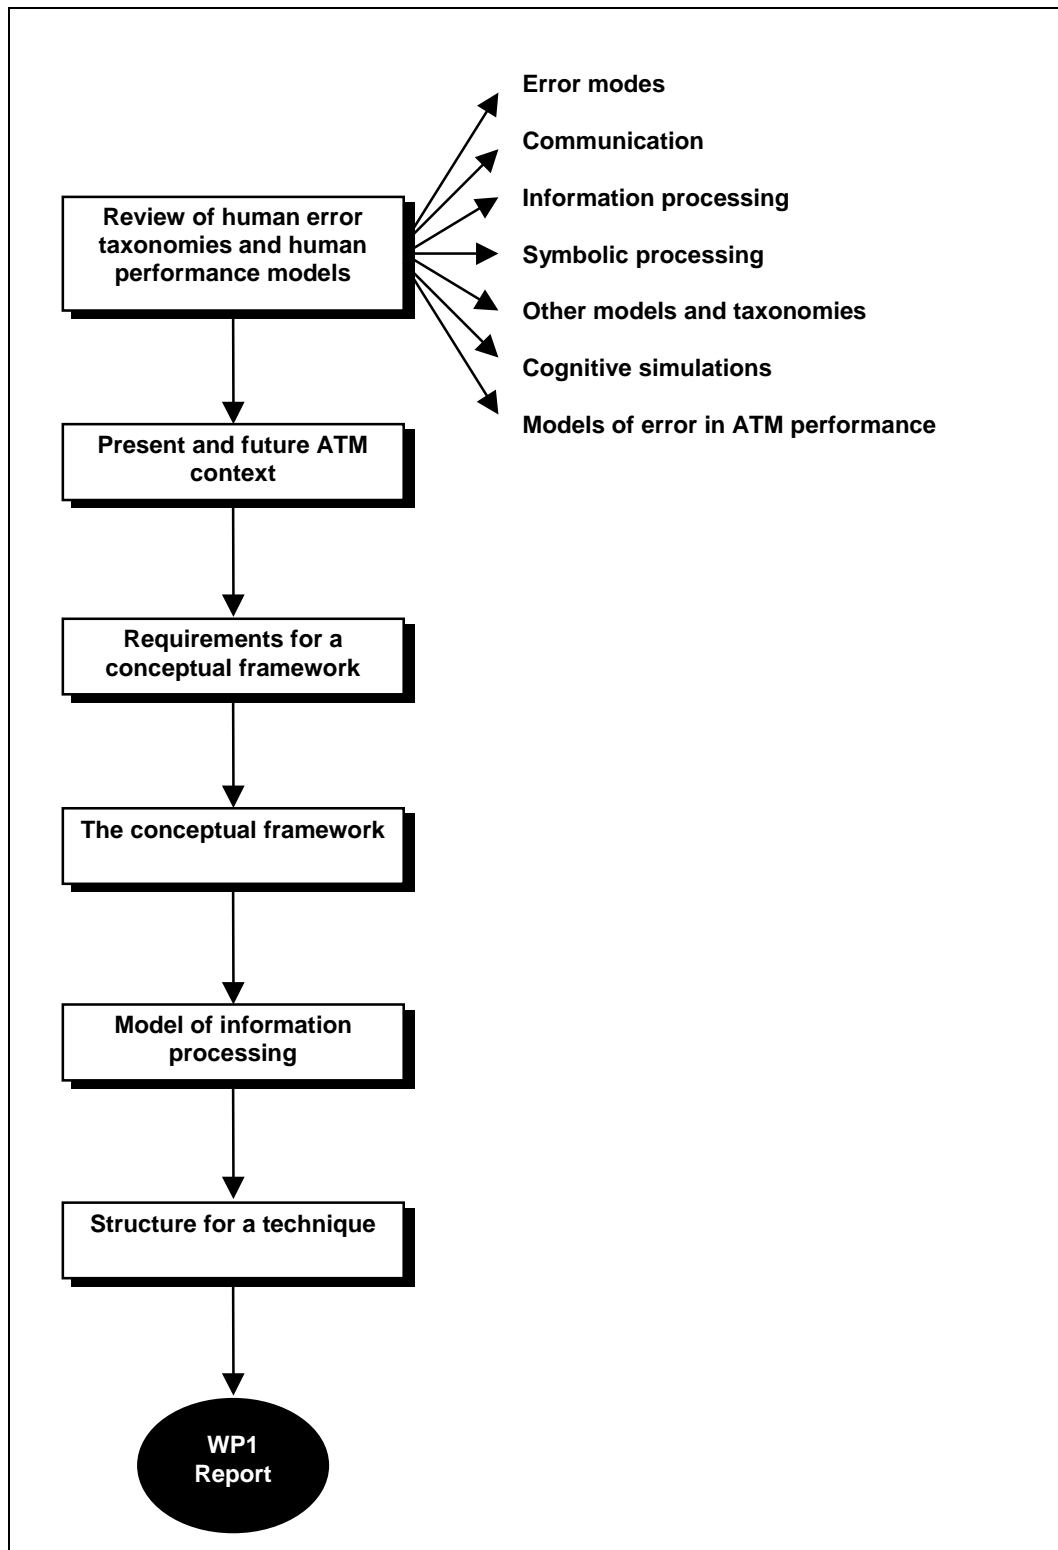 Error modes
Communication
Information processing
Symbolic processing
Other models and taxonomies
Cognitive simulations
Models of error in ATM performance
Review of human error
taxonomies and human
performance models
Present and future ATM
context
Requirements for a
conceptual framework
The conceptual framework
Model of information
processing
Structure for a technique
WP1
Report